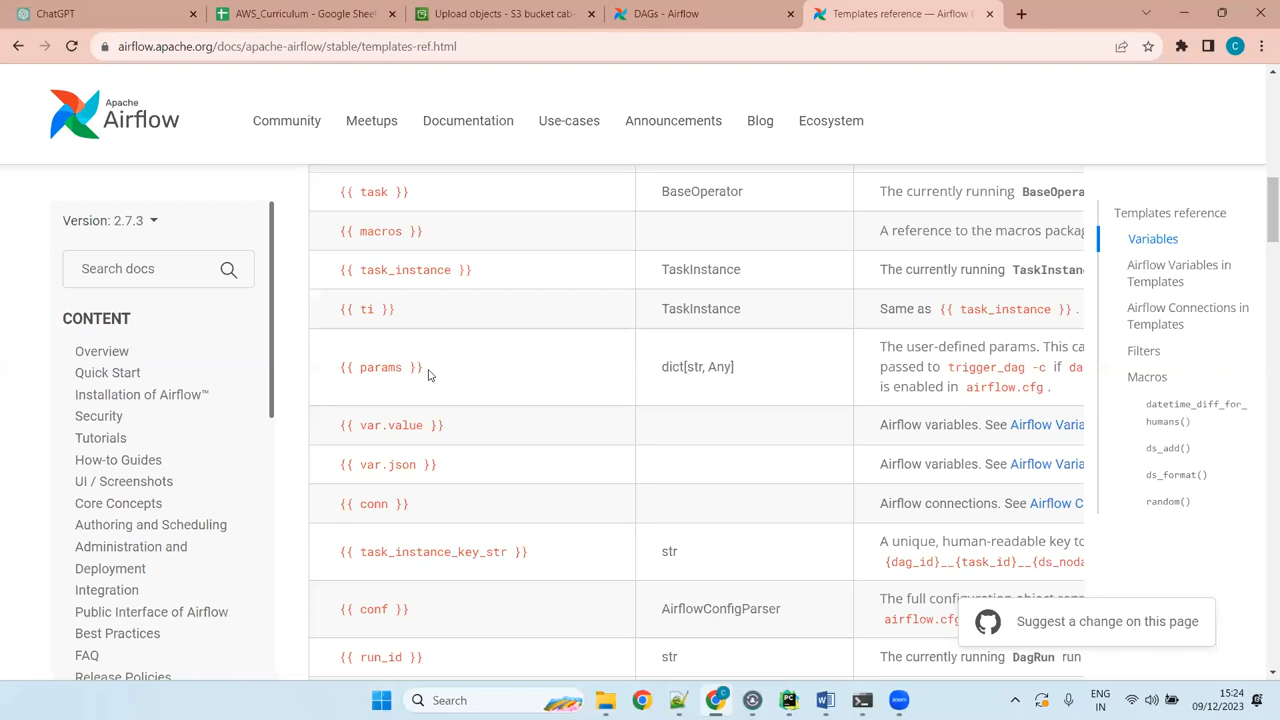 ChatGPT
AWS_Curriculum - Google Sheet
Upload objects - S3 bucket cab-
DAGs - Airflow
Templates reference — Airflow
airflow.apache.org/docs/apache-airflow/stable/templates-ref.html
C
Apache
Airflow
Community
Meetups
Documentation
Use-cases
Announcements
Blog
Ecosystem
Version: 2.7.3
Search docs
CONTENT
Overview
Quick Start
Installation of Airflow™
Security
Tutorials
How-to Guides
UI / Screenshots
Core Concepts
Authoring and Scheduling
Administration and
Deployment
Integration
Public Interface of Airflow
Best Practices
FAQ
Release Policies
{{ task }} BaseOperator The currently running BaseOpera
{{ macros }} A reference to the macros packag
{{ task_instance }} TaskInstance The currently running TaskInstan
{{ ti }} TaskInstance Same as {{ task_instance }} .
{{ params }} dict[str, Any] The user-defined params. This ca
passed to trigger_dag -c if da
is enabled in airflow.cfg .
{{ var.value }} Airflow variables. See Airflow Varia
{{ var.json }} Airflow variables. See Airflow Varia
{{ conn }} Airflow connections. See Airflow C
{{ task_instance_key_str }} str A unique, human-readable key to
{dag_id}__{task_id}__{ds_noda
{{ conf }} AirflowConfigParser The full configuration object
airflow.cfg
{{ run_id }} str The currently running DagRun run
Templates reference
Variables
Airflow Variables in
Templates
Airflow Connections in
Templates
Filters
Macros
datetime_diff_for_
humans()
ds_add()
ds_format()
random()
Suggest a change on this page
Search
PC
W
zoom
ENG
IN
15:24
09/12/2023